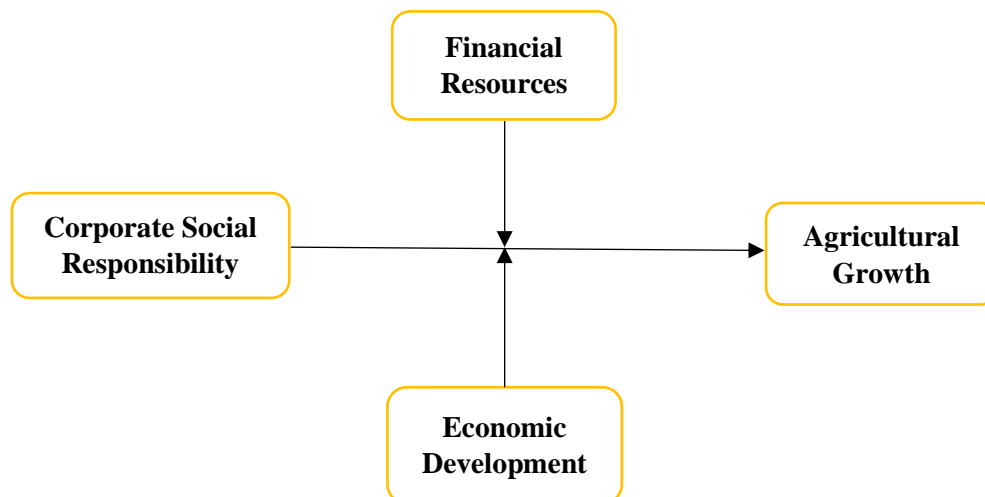 Financial
Resources
Corporate Social
Responsibility
Agricultural
Growth
Economic
Development